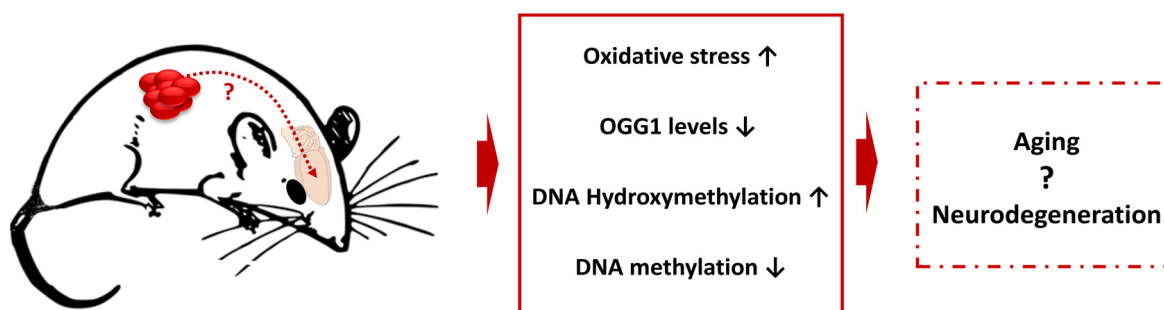 ?
Oxidative stress ↑
OGG1 levels ↓
DNA Hydroxymethylation ↑
DNA methylation ↓
Aging
?
Neurodegeneration